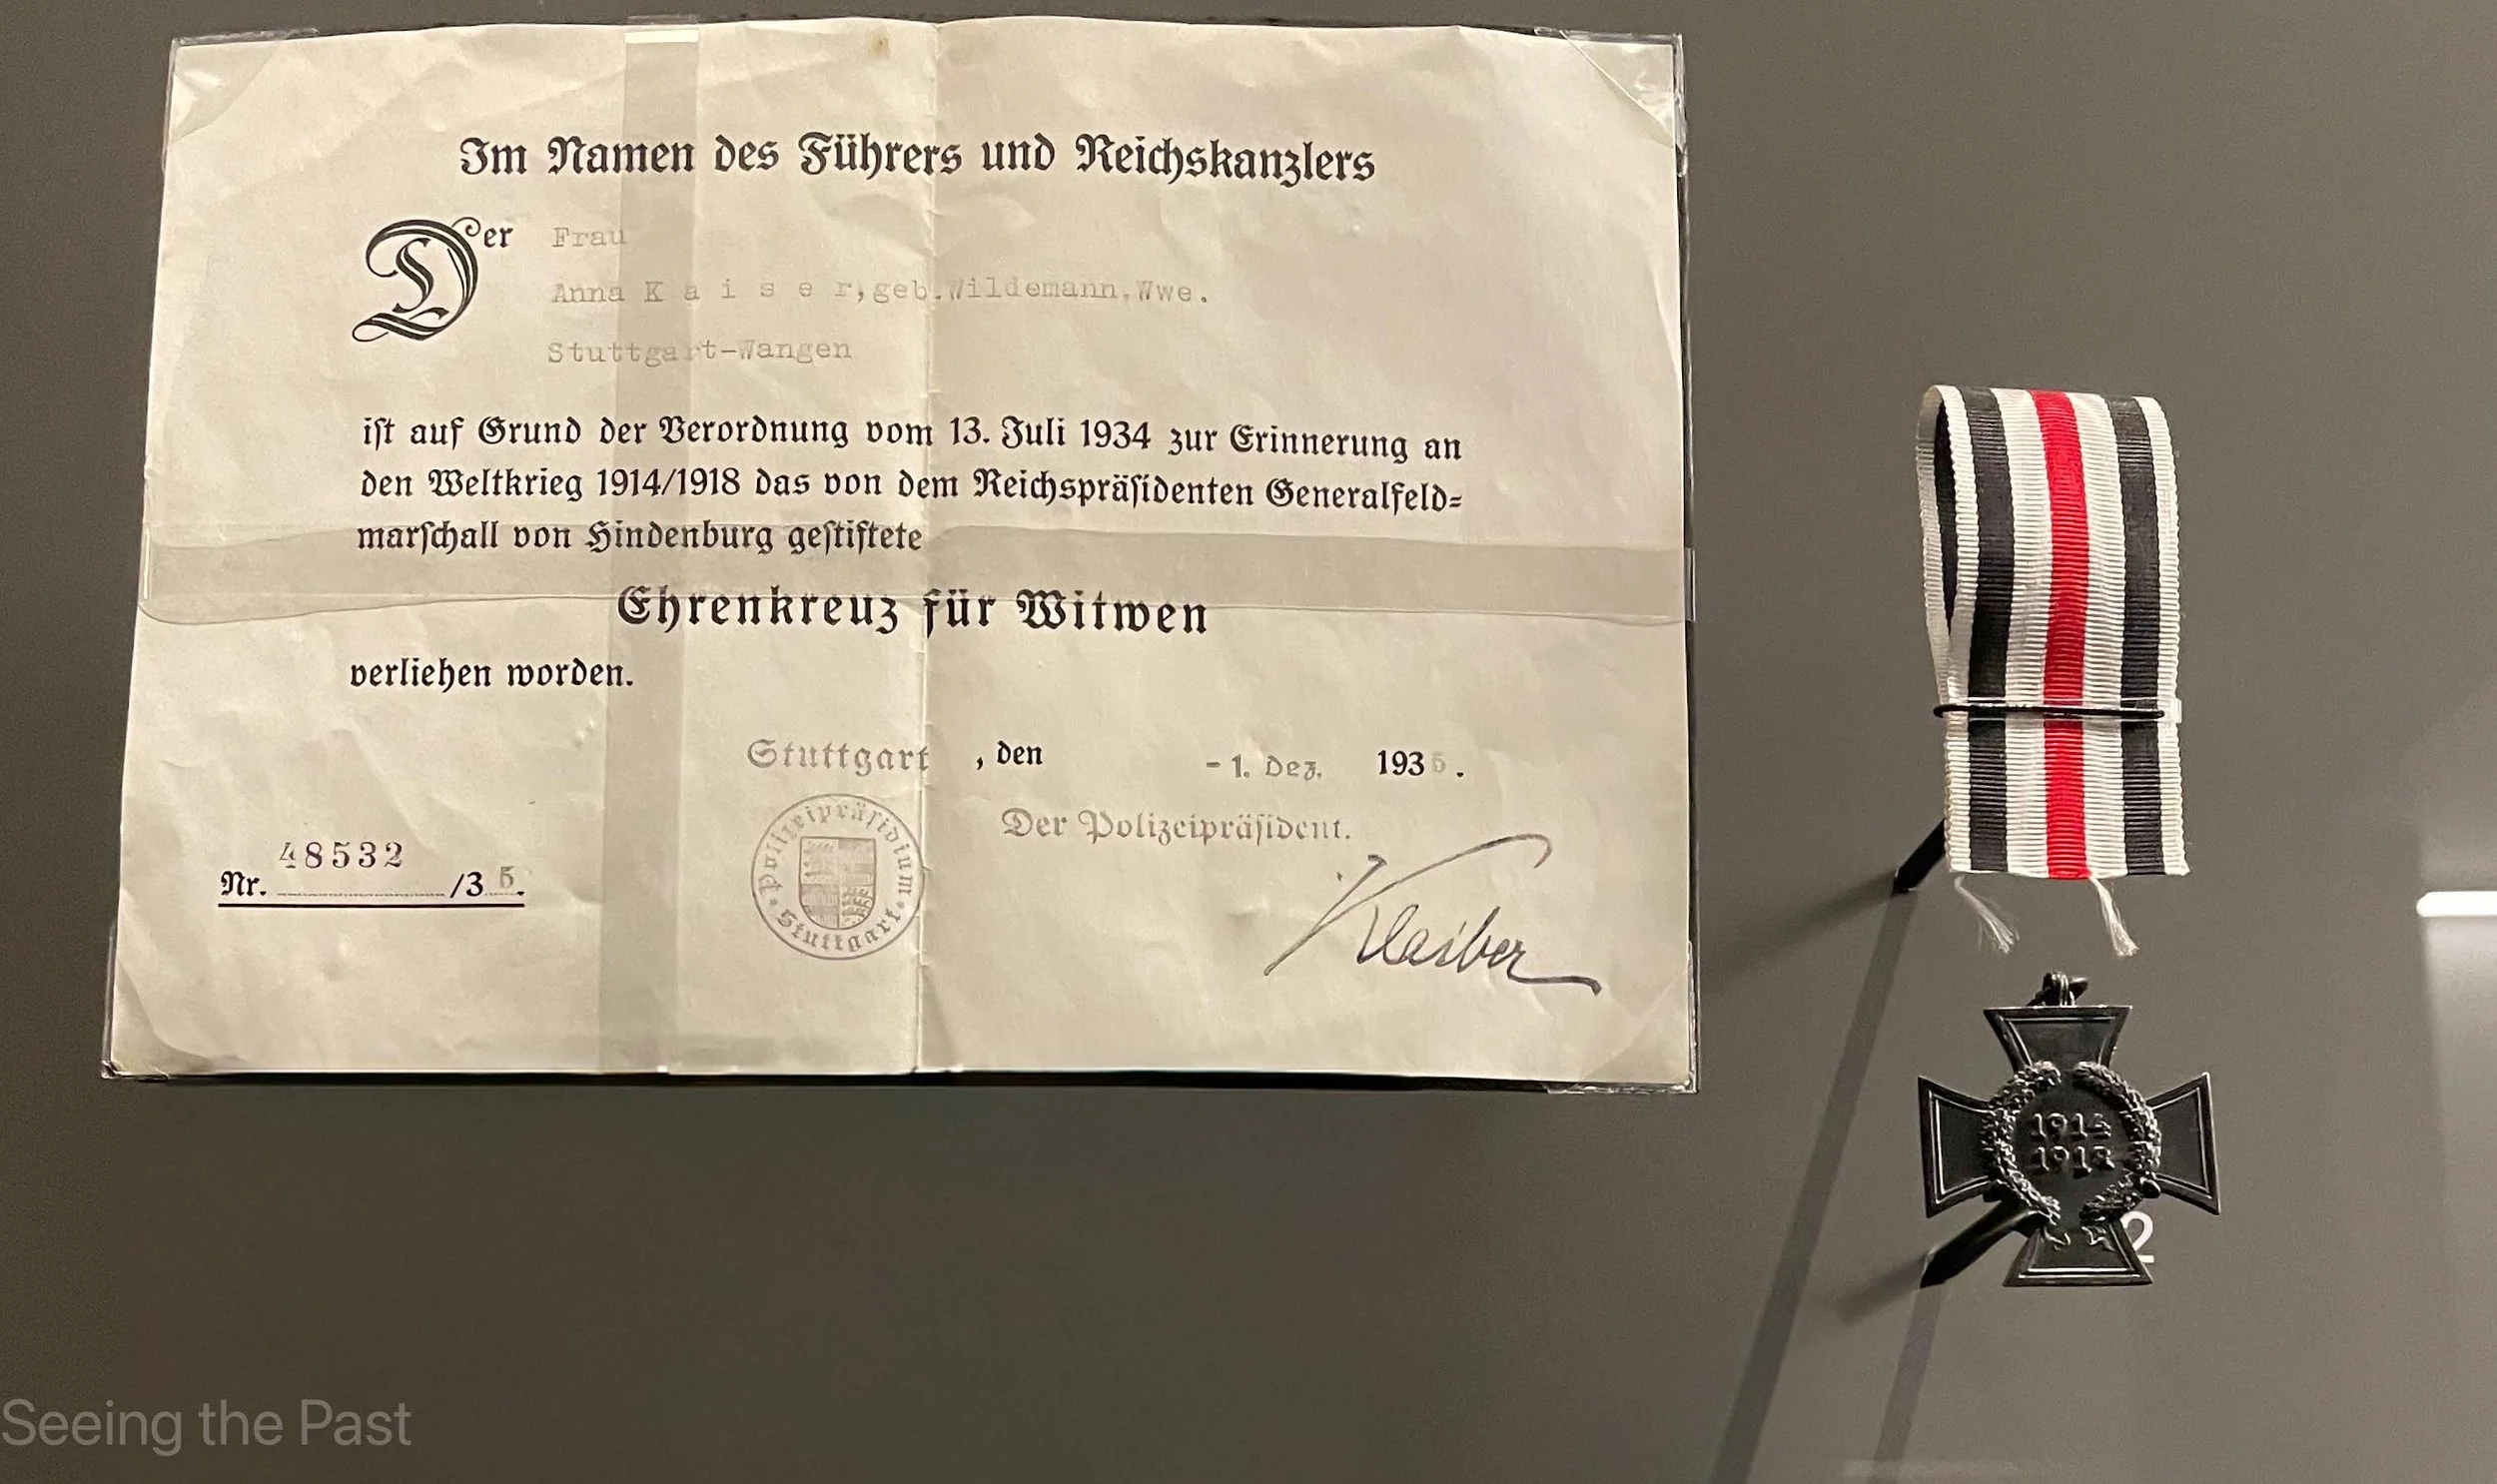 Im Namen des Führers und Reichskanzlers
Der Frau
Anna K a i s e r, geb. Wildemann, Wwe.
Stuttgart-Wangen
iſt auf Grund der Verordnung vom 13. Juli 1934 zur Erinnerung an
den Weltkrieg 1914/1918 das von dem Reichspräſidenten Generalfeld=
marſchall von Hindenburg geſtiftete
Ehrenkreuz für Witwen
verliehen worden.
Stuttgart, den - 1. Dez. 193
Der Polizeipräſident.
Klaiber
Nr. 48532/35.
Polizeipräſidium
Stuttgart
1914
1918
2
Seeing the Past